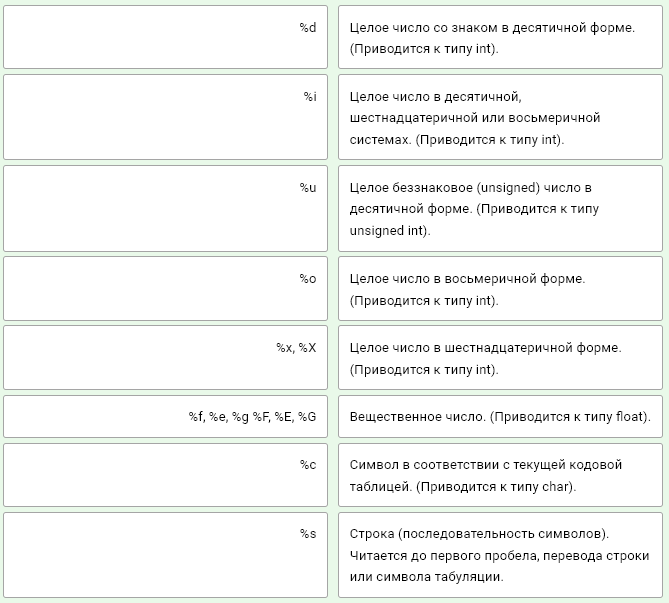 %d
Целое число со знаком в десятичной форме.
(Приводится к типу int).
%i
Целое число в десятичной,
шестнадцатеричной или восьмеричной
системах. (Приводится к типу int).
%u
Целое беззнаковое (unsigned) число в
десятичной форме. (Приводится к типу
unsigned int).
%o
Целое число в восьмеричной форме.
(Приводится к типу int).
%x, %X
Целое число в шестнадцатеричной форме.
(Приводится к типу int).
%f, %e, %g %F, %E, %G
Вещественное число. (Приводится к типу float).
%c
Символ в соответствии с текущей кодовой
таблицей. (Приводится к типу char).
%s
Строка (последовательность символов).
Читается до первого пробела, перевода строки
или символа табуляции.